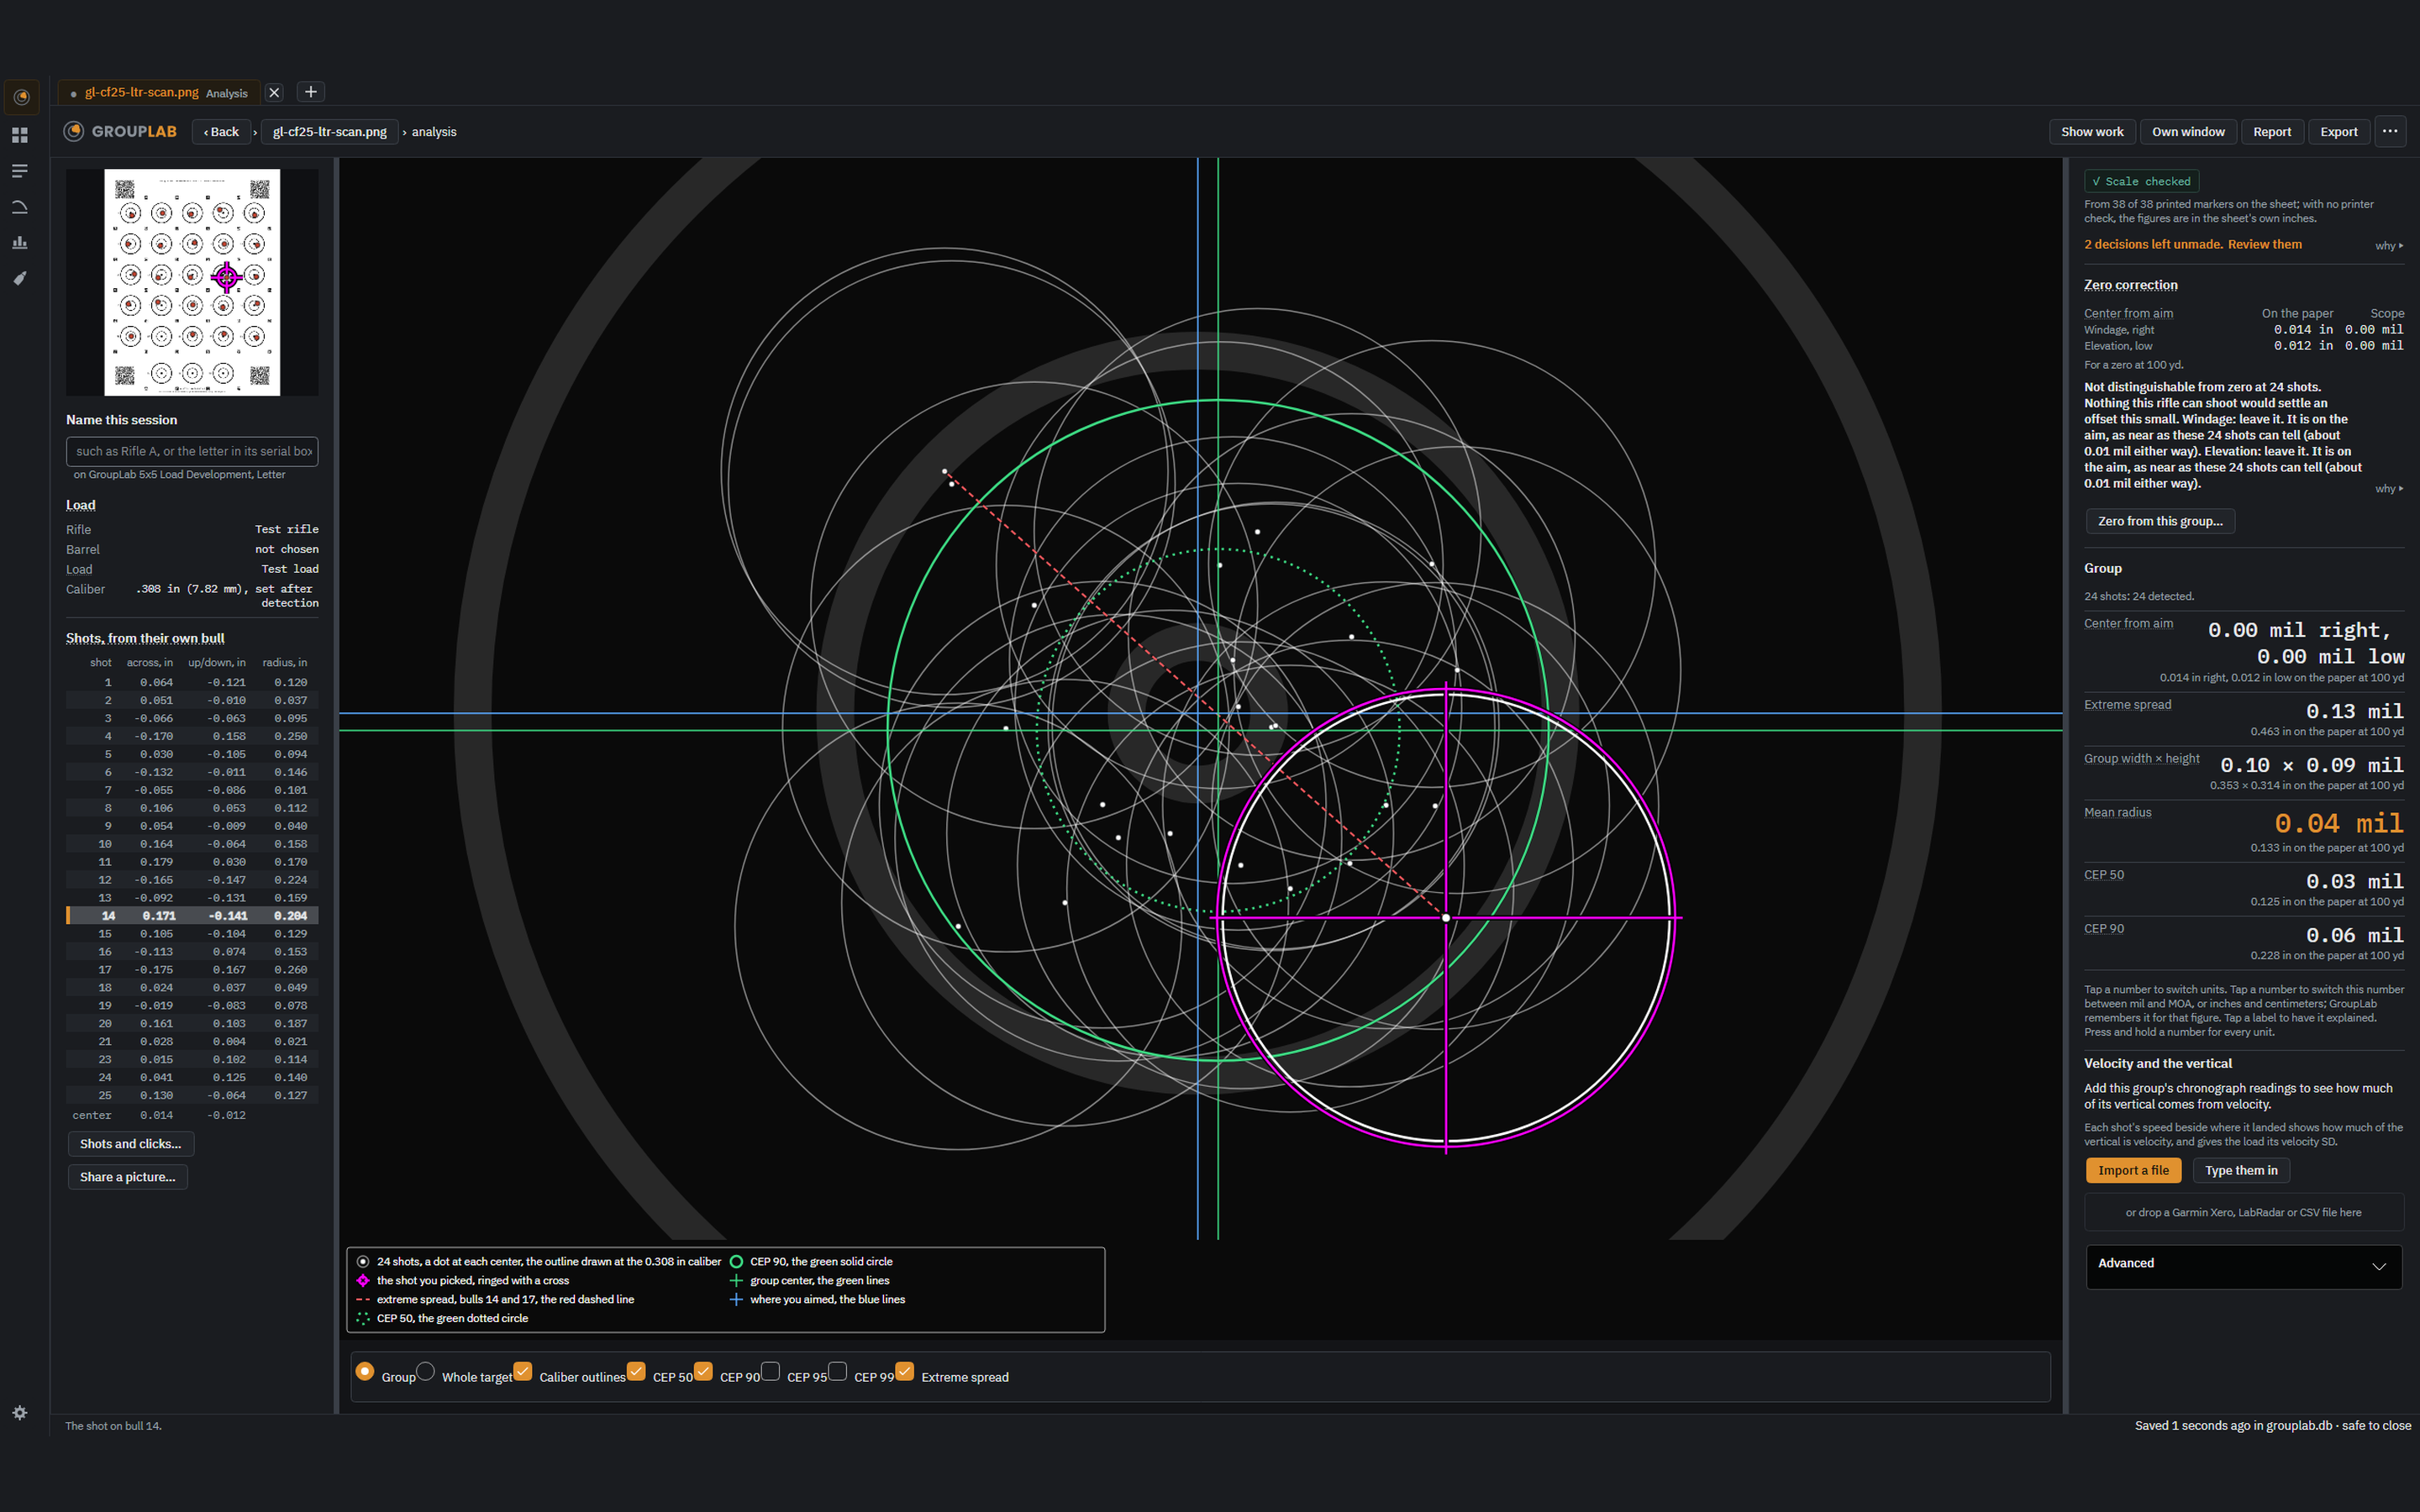 gl-cf25-ltr-scan.png Analysis
GROUPLAB
‹ Back › gl-cf25-ltr-scan.png › analysis
Show work
Own window
Report
Export
Name this session
such as Rifle A, or the letter in its serial box
on GroupLab 5x5 Load Development, Letter
Load
Rifle Test rifle
Barrel not chosen
Load Test load
Caliber .308 in (7.82 mm), set after
detection
Shots, from their own bull
shot across, in up/down, in radius, in
1 0.064 -0.121 0.120
2 0.051 -0.010 0.037
3 -0.066 -0.063 0.095
4 -0.170 0.158 0.250
5 0.030 -0.105 0.094
6 -0.132 -0.011 0.146
7 -0.055 -0.086 0.101
8 0.106 0.053 0.112
9 0.054 -0.009 0.040
10 0.164 -0.064 0.158
11 0.179 0.030 0.170
12 -0.165 -0.147 0.224
13 -0.092 -0.131 0.159
14 0.171 -0.141 0.204
15 0.105 -0.104 0.129
16 -0.113 0.074 0.153
17 -0.175 0.167 0.260
18 0.024 0.037 0.049
19 -0.019 -0.083 0.078
20 0.161 0.103 0.187
21 0.028 0.004 0.021
23 0.015 0.102 0.114
24 0.041 0.125 0.140
25 0.130 -0.064 0.127
center 0.014 -0.012
Shots and clicks...
Share a picture...
24 shots, a dot at each center, the outline drawn at the 0.308 in caliber
the shot you picked, ringed with a cross
extreme spread, bulls 14 and 17, the red dashed line
CEP 50, the green dotted circle
CEP 90, the green solid circle
group center, the green lines
where you aimed, the blue lines
Group Whole target Caliber outlines CEP 50 CEP 90 CEP 95 CEP 99 Extreme spread
√ Scale checked
From 38 of 38 printed markers on the sheet; with no printer
check, the figures are in the sheet's own inches.
2 decisions left unmade. Review them why ▸
Zero correction
Center from aim On the paper Scope
Windage, right 0.014 in 0.00 mil
Elevation, low 0.012 in 0.00 mil
For a zero at 100 yd.
Not distinguishable from zero at 24 shots.
Nothing this rifle can shoot would settle an
offset this small. Windage: leave it. It is on the
aim, as near as these 24 shots can tell (about
0.01 mil either way). Elevation: leave it. It is on
the aim, as near as these 24 shots can tell (about
0.01 mil either way). why ▸
Zero from this group...
Group
24 shots: 24 detected.
Center from aim 0.00 mil right,
0.00 mil low
0.014 in right, 0.012 in low on the paper at 100 yd
Extreme spread 0.13 mil
0.463 in on the paper at 100 yd
Group width × height 0.10 × 0.09 mil
0.353 × 0.314 in on the paper at 100 yd
Mean radius 0.04 mil
0.133 in on the paper at 100 yd
CEP 50 0.03 mil
0.125 in on the paper at 100 yd
CEP 90 0.06 mil
0.228 in on the paper at 100 yd
Tap a number to switch units. Tap a number to switch this number
between mil and MOA, or inches and centimeters; GroupLab
remembers it for that figure. Tap a label to have it explained.
Press and hold a number for every unit.
Velocity and the vertical
Add this group's chronograph readings to see how much
of its vertical comes from velocity.
Each shot's speed beside where it landed shows how much of the
vertical is velocity, and gives the load its velocity SD.
Import a file
Type them in
or drop a Garmin Xero, LabRadar or CSV file here
Advanced
The shot on bull 14.
Saved 1 seconds ago in grouplab.db · safe to close